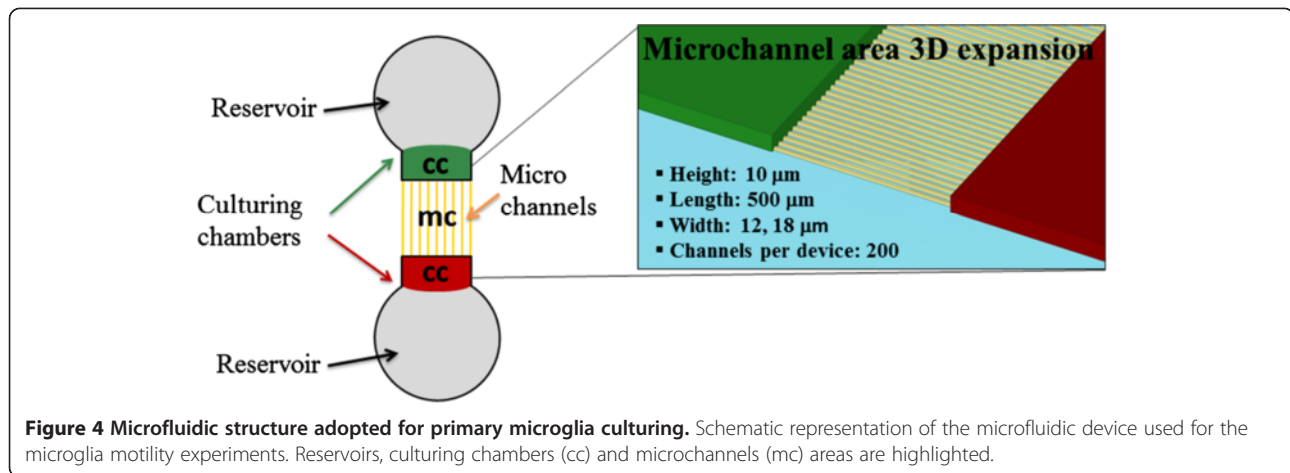 Microchannel area 3D expansion
Reservoir
cc
Micro
channels
Culturing
chambers
mc
cc
Reservoir
▪ Height: 10 μm
▪ Length: 500 μm
▪ Width: 12, 18 μm
▪ Channels per device: 200
Figure 4 Microfluidic structure adopted for primary microglia culturing. Schematic representation of the microfluidic device used for the
microglia motility experiments. Reservoirs, culturing chambers (cc) and microchannels (mc) areas are highlighted.